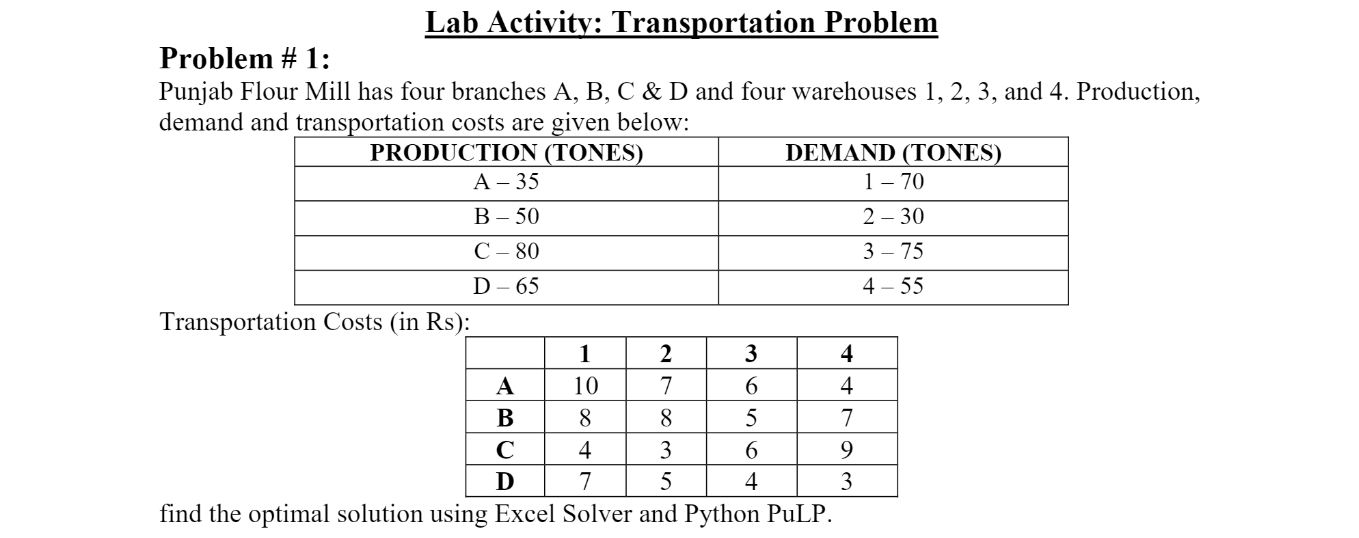 Lab Activity: Transportation Problem
Problem # 1:
Punjab Flour Mill has four branches A, B, C & D and four warehouses 1, 2, 3, and 4. Production,
demand and transportation costs are given below:
PRODUCTION (TONES) DEMAND (TONES)
A – 35 1 – 70
B – 50 2 – 30
C – 80 3 – 75
D – 65 4 – 55
Transportation Costs (in Rs):
1 2 3 4
A 10 7 6 4
B 8 8 5 7
C 4 3 6 9
D 7 5 4 3
find the optimal solution using Excel Solver and Python PuLP.